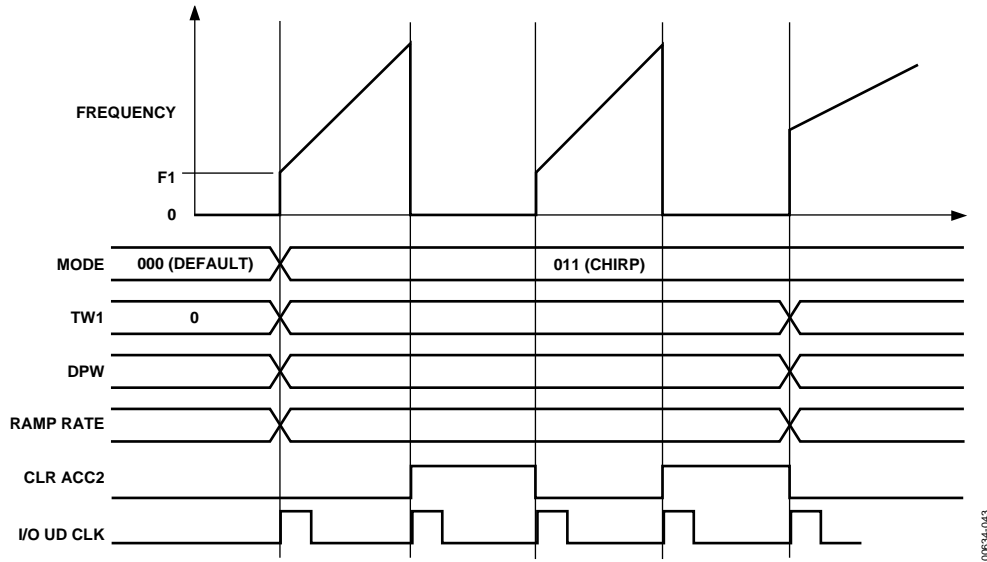 FREQUENCY
F1
0
MODE 000 (DEFAULT) 011 (CHIRP)
TW1 0
DPW
RAMP RATE
CLR ACC2
I/O UD CLK
00634-043